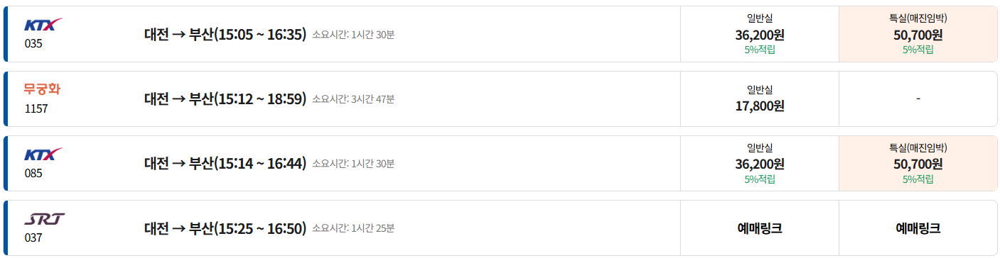 KTX
035
대전 → 부산(15:05 ~ 16:35) 소요시간: 1시간 30분
일반실
36,200원
5%적립
특실(매진임박)
50,700원
5%적립
무궁화
1157
대전 → 부산(15:12 ~ 18:59) 소요시간: 3시간 47분
일반실
17,800원
-
KTX
085
대전 → 부산(15:14 ~ 16:44) 소요시간: 1시간 30분
일반실
36,200원
5%적립
특실(매진임박)
50,700원
5%적립
SRT
037
대전 → 부산(15:25 ~ 16:50) 소요시간: 1시간 25분
예매링크
예매링크